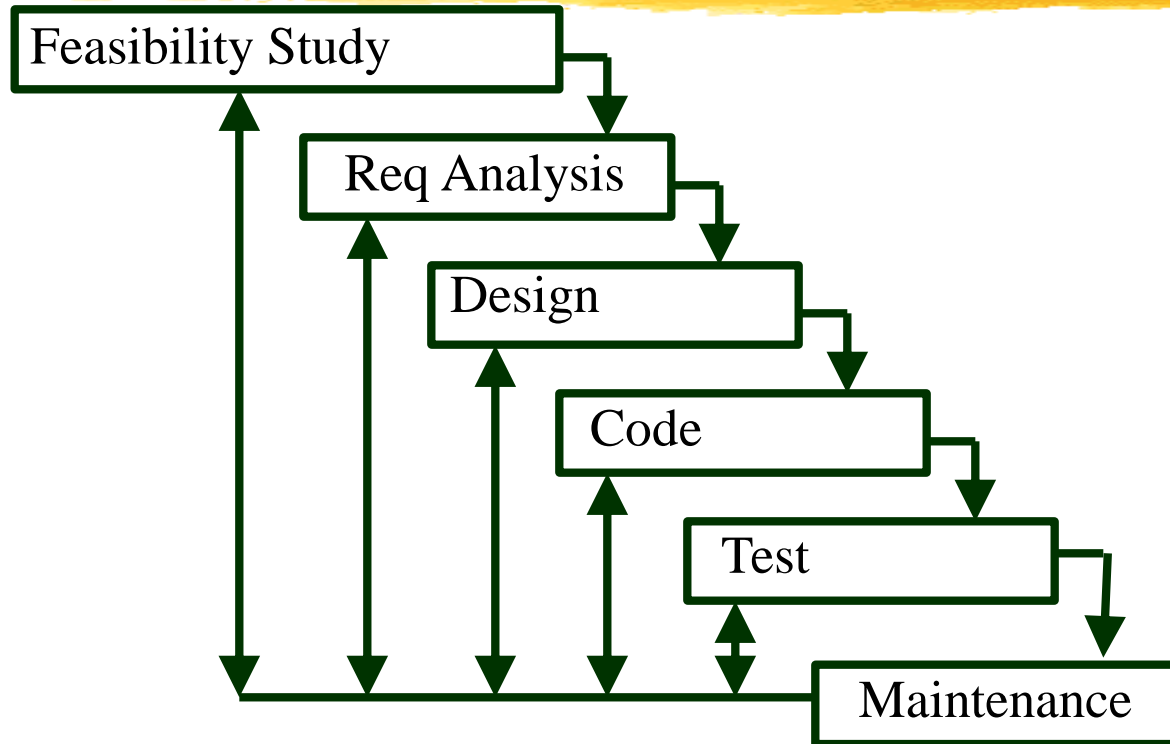 Feasibility Study
Req Analysis
Design
Code
Test
Maintenance